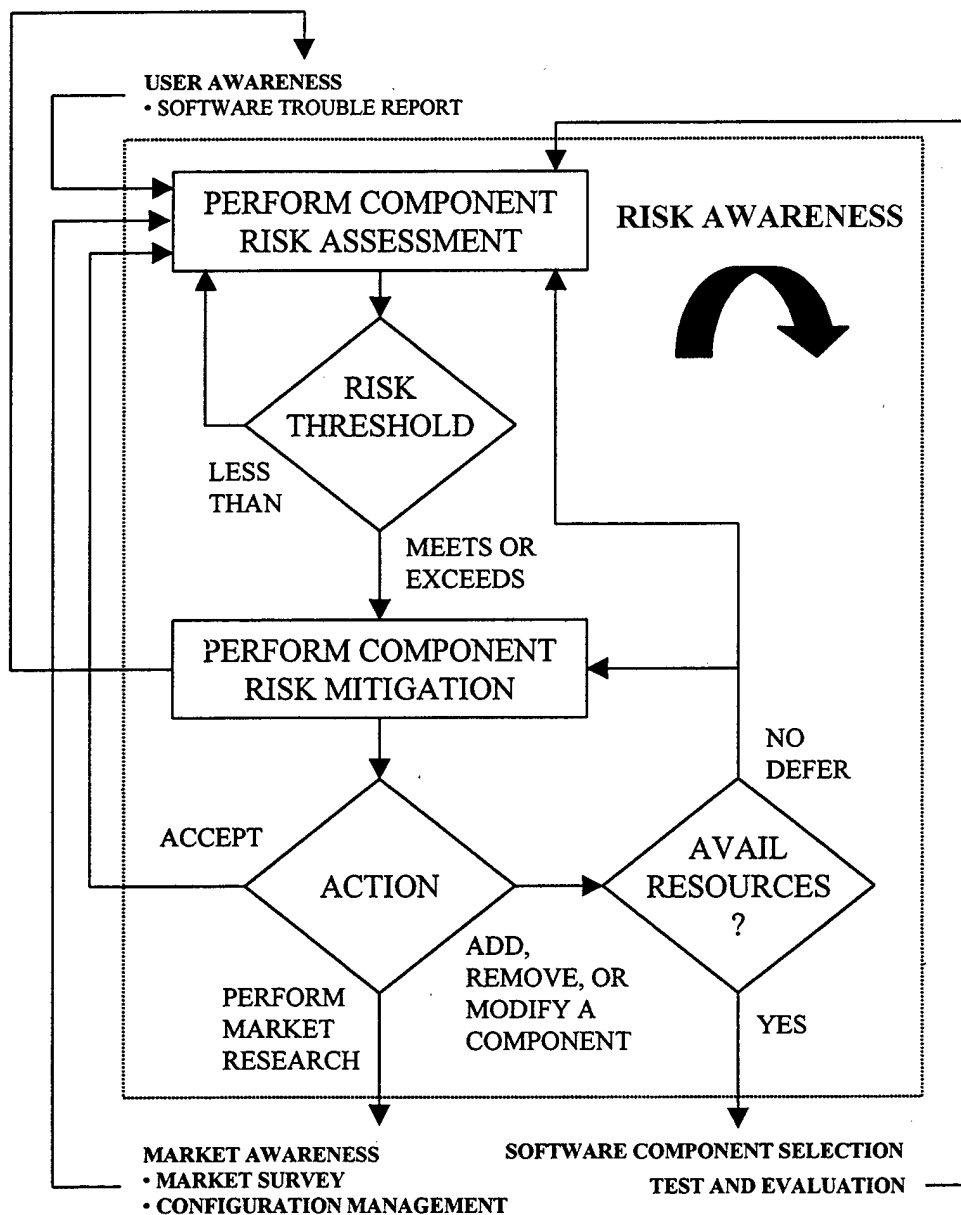 USER AWARENESS
• SOFTWARE TROUBLE REPORT
PERFORM COMPONENT
RISK ASSESSMENT
RISK AWARENESS
RISK
THRESHOLD
LESS
THAN
MEETS OR
EXCEEDS
PERFORM COMPONENT
RISK MITIGATION
NO
DEFER
ACCEPT
ACTION
AVAIL
RESOURCES
?
ADD,
REMOVE, OR
MODIFY A
COMPONENT
PERFORM
MARKET
RESEARCH
YES
MARKET AWARENESS
• MARKET SURVEY
• CONFIGURATION MANAGEMENT
SOFTWARE COMPONENT SELECTION
TEST AND EVALUATION